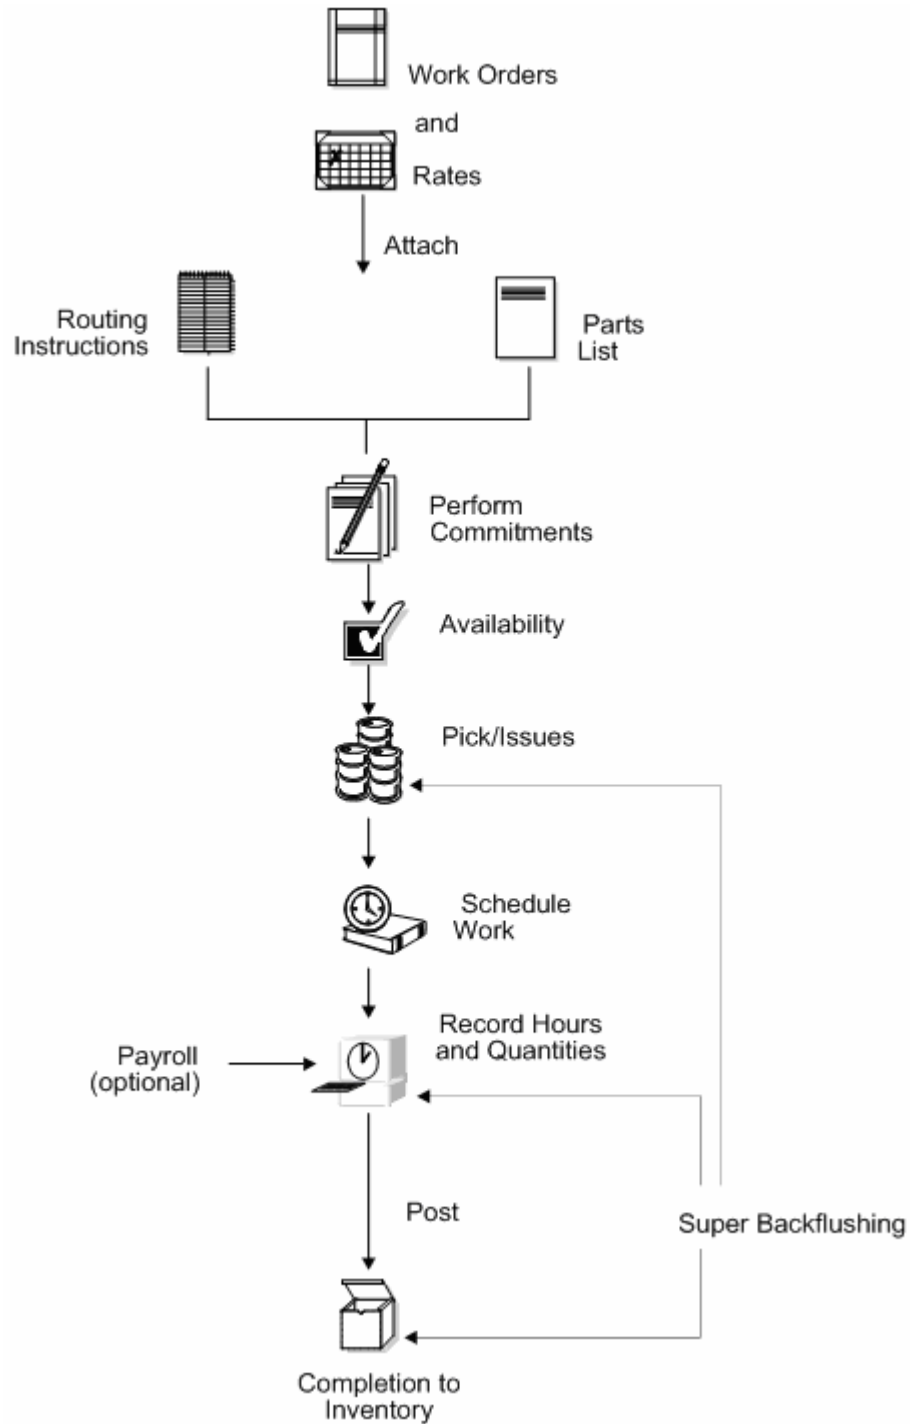 Work Orders
and
Rates
Attach
Routing
Instructions
Parts
List
Perform
Commitments
Availability
Pick/Issues
Schedule
Work
Record Hours
and Quantities
Payroll
(optional)
Post
Super Backflushing
Completion to
Inventory